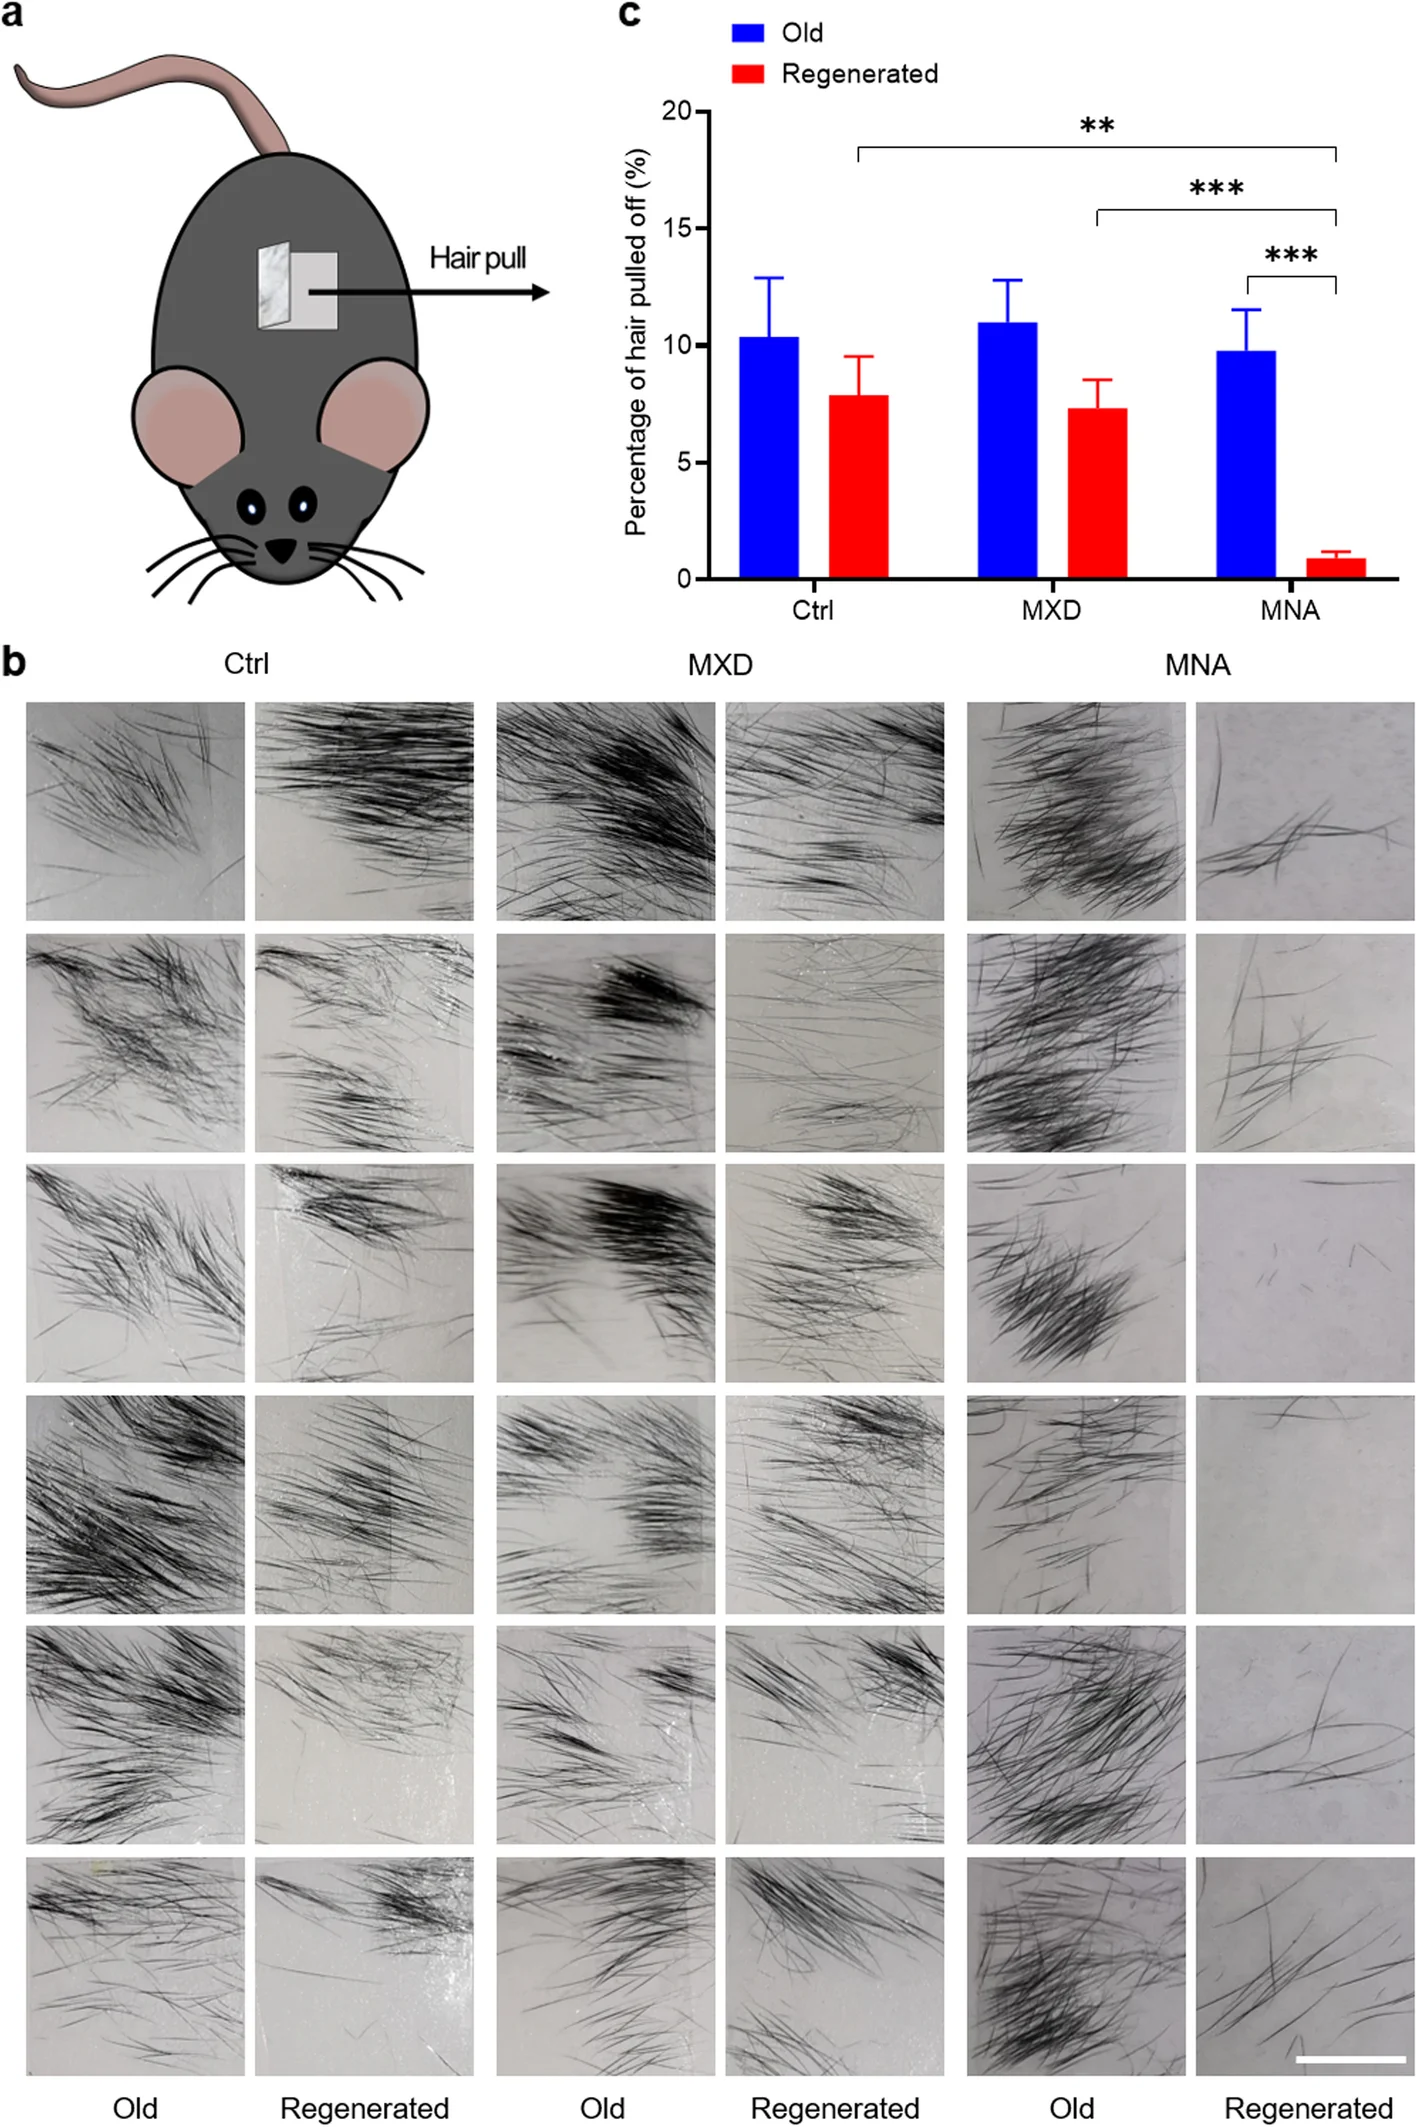 a
Hair pull
c
Old
Regenerated
Percentage of hair pulled off (%)
20
15
10
5
0
**
***
***
Ctrl
MXD
MNA
b
Ctrl
MXD
MNA
Old
Regenerated
Old
Regenerated
Old
Regenerated